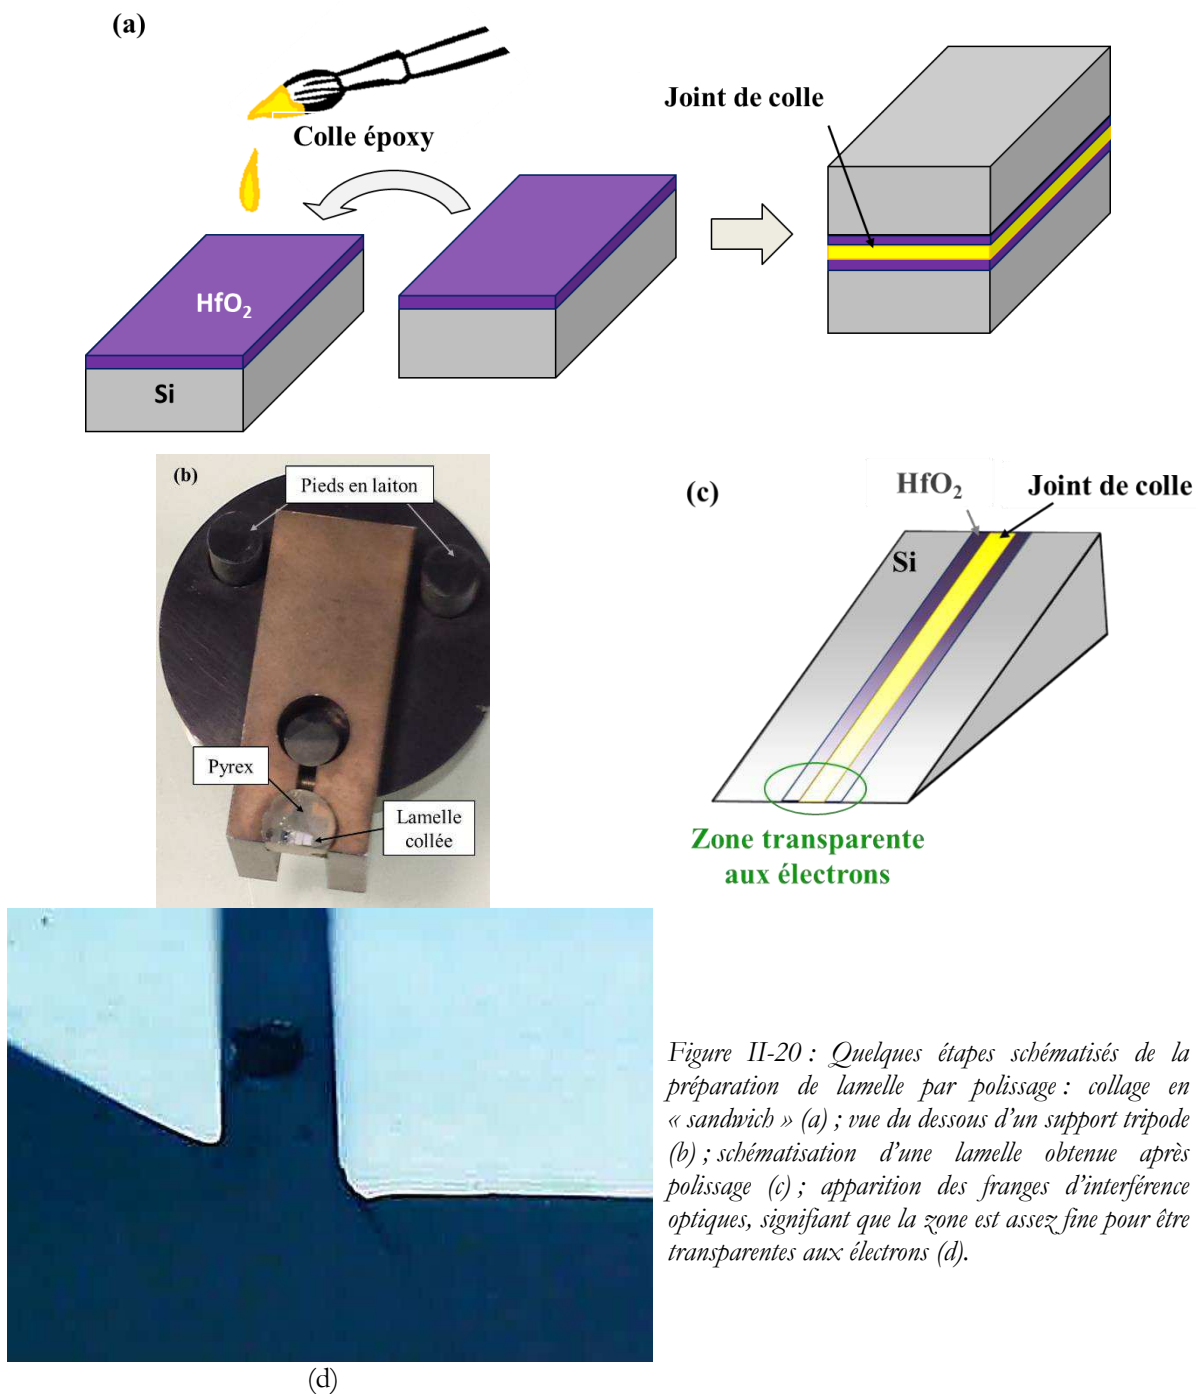 (a)
Colle époxy
Joint de colle
HfO₂
Si
(b)
Pieds en laiton
Pyrex
Lamelle
collée
(c)
HfO₂
Joint de colle
Si
Zone transparente
aux électrons
Figure II-20 : Quelques étapes schématisés de la
préparation de lamelle par polissage : collage en
« sandwich » (a) ; vue du dessous d'un support tripode
(b) ; schématisation d'une lamelle obtenue après
polissage (c) ; apparition des franges d'interférence
optiques, signifiant que la zone est assez fine pour être
transparentes aux électrons (d).
(d)